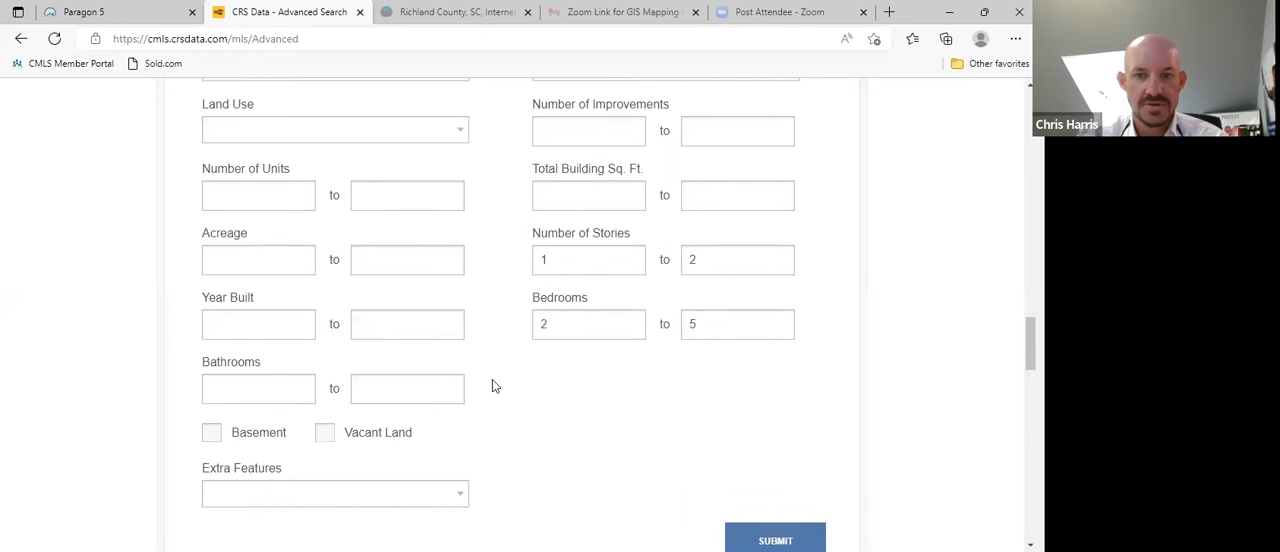 Paragon 5
CRS Data - Advanced Search
Richland County, SC, Interne
Zoom Link for GIS Mapping
Post Attendee - Zoom
https://cmls.crsdata.com/mls/Advanced
CMLS Member Portal
Sold.com
Other favorites
Chris Harris
Land Use
Number of Improvements
to
Number of Units
Total Building Sq. Ft.
to
to
Acreage
Number of Stories
to
1 to 2
Year Built
Bedrooms
to
2 to 5
Bathrooms
to
Basement
Vacant Land
Extra Features
SUBMIT